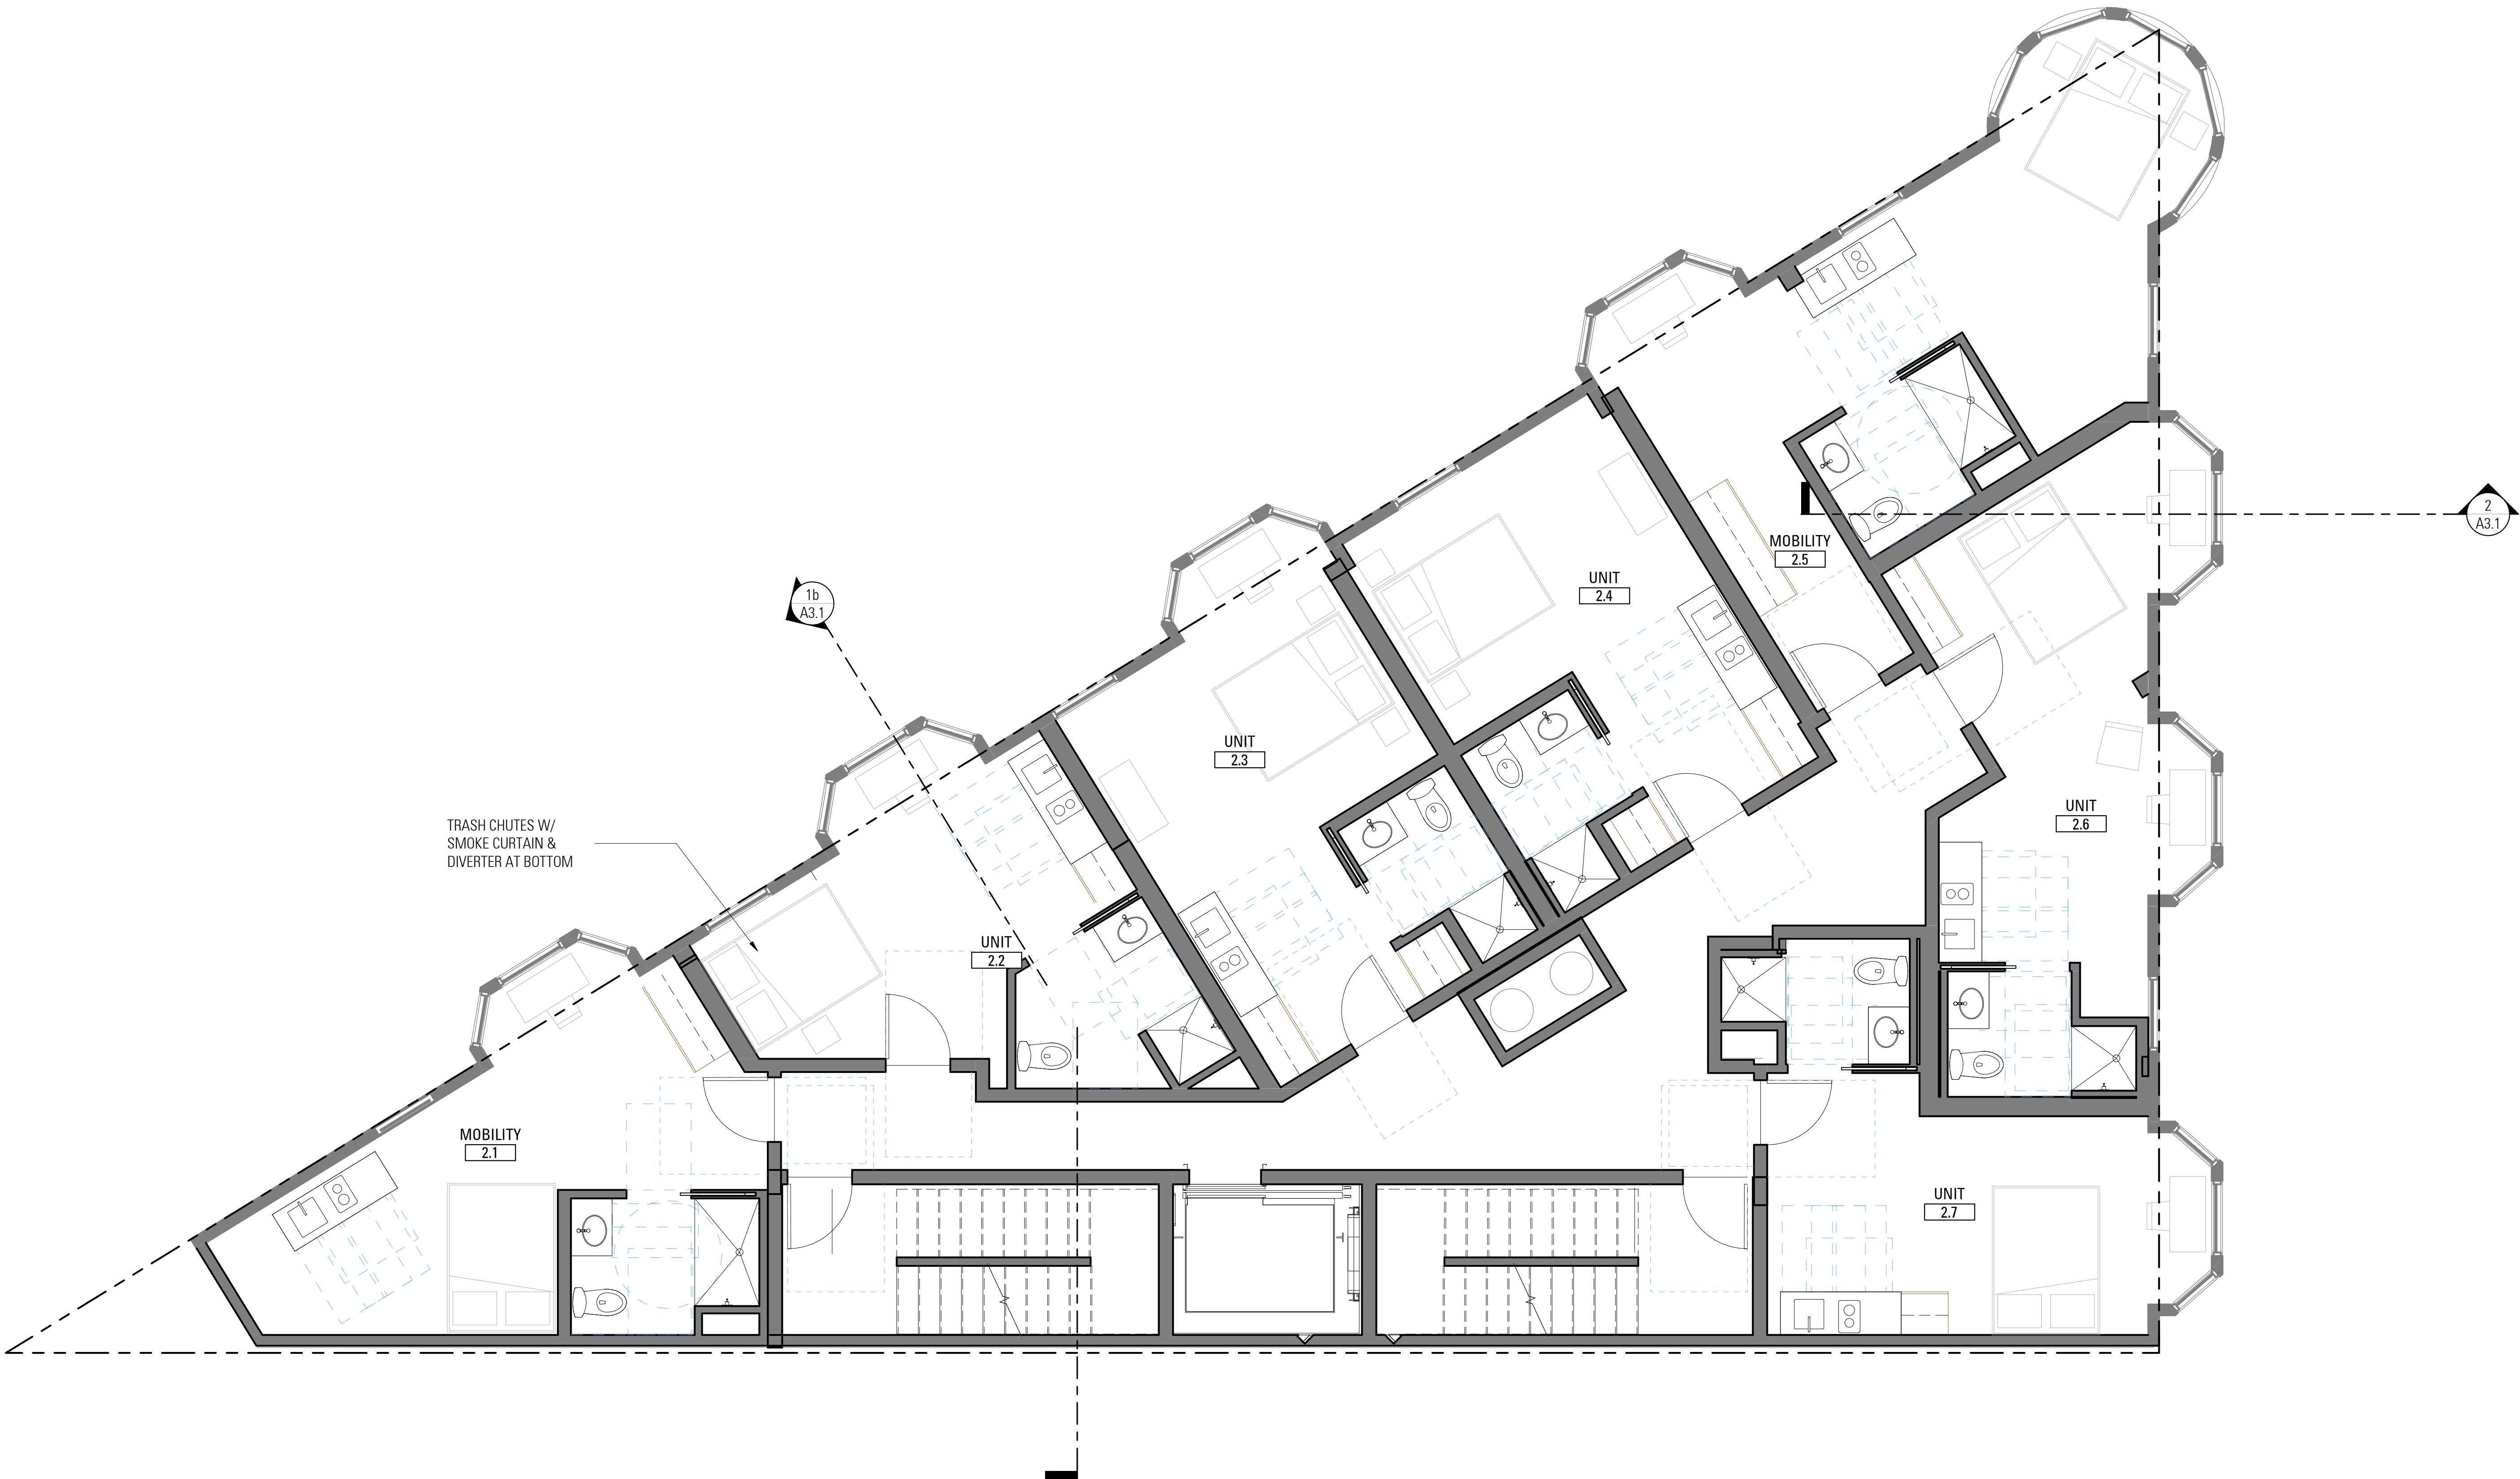 2
A3.1
MOBILITY
2.5
1b
A3.1
UNIT
2.4
UNIT
2.3
TRASH CHUTES W/
SMOKE CURTAIN &
DIVERTER AT BOTTOM
UNIT
2.6
UNIT
2.2
MOBILITY
2.1
UNIT
2.7